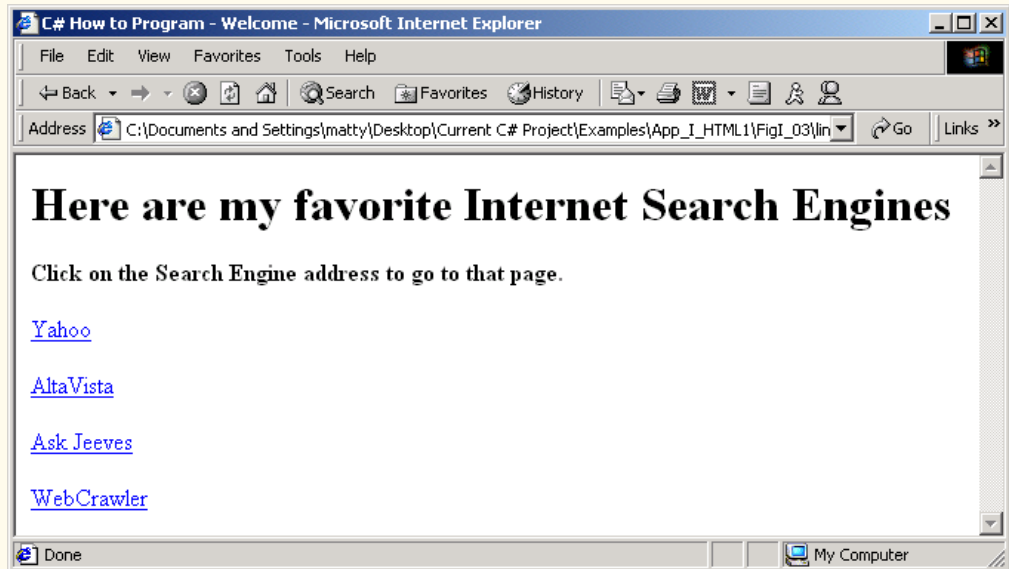 C# How to Program - Welcome - Microsoft Internet Explorer
File Edit View Favorites Tools Help
Back Search Favorites History
Address C:\Documents and Settings\matty\Desktop\Current C# Project\Examples\App_I_HTML1\FigI_03\lin Go Links »
Here are my favorite Internet Search Engines
Click on the Search Engine address to go to that page.
Yahoo
AltaVista
Ask Jeeves
WebCrawler
Done My Computer